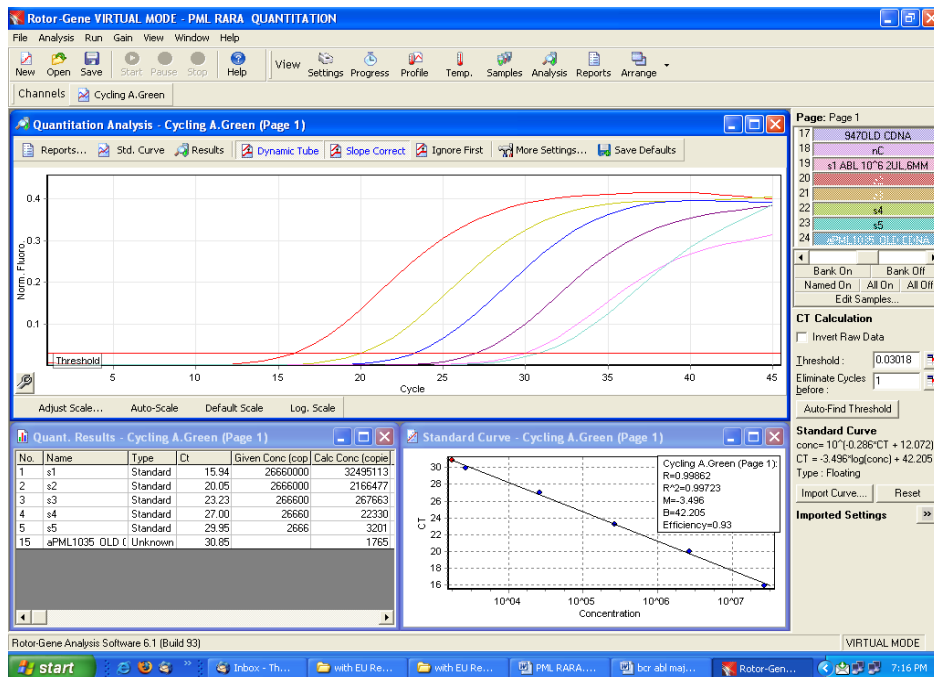 Rotor-Gene VIRTUAL MODE - PML RARA QUANTITATION
File Analysis Run Gain View Window Help
New Open Save Start Pause Stop Help View Settings Progress Profile Temp. Samples Analysis Reports Arrange
Channels Cycling A.Green
Quantitation Analysis - Cycling A.Green (Page 1)
Reports... Std. Curve Results Dynamic Tube Slope Correct Ignore First More Settings... Save Defaults
0.4
0.3
0.2
0.1
Norm. Fluoro.
Threshold
5 10 15 20 25 30 35 40 45
Cycle
Adjust Scale... Auto-Scale Default Scale Log. Scale
Page: Page 1
17 947OLD CDNA
18 nC
19 s1 ABL 10^6 2UL,6MM
20
21
22 s4
23 s5
24 aPML1035 OLD CDNA
Bank On Bank Off
Named On All On All Off
Edit Samples...
CT Calculation
Invert Raw Data
Threshold : 0.03018
Eliminate Cycles before : 1
Auto-Find Threshold
Standard Curve
conc= 10^(-0.286*CT + 12.072)
CT = -3.496*log(conc) + 42.205
Type : Floating
Import Curve.... Reset
Imported Settings
Quant. Results - Cycling A.Green (Page 1)
No. Name Type Ct Given Conc (cop Calc Conc (copie
1 s1 Standard 15.94 26660000 32495113
2 s2 Standard 20.05 2666000 2166477
3 s3 Standard 23.23 266600 267663
4 s4 Standard 27.00 26660 22330
5 s5 Standard 29.95 2666 3201
15 aPML1035 OLD ( Unknown 30.85 1765
Standard Curve - Cycling A.Green (Page 1)
30
28
26
24
22
20
18
16
CT
10^04 10^05 10^06 10^07
Concentration
Cycling A.Green (Page 1):
R=0.99862
R^2=0.99723
M=-3.496
B=42.205
Efficiency=0.93
Rotor-Gene Analysis Software 6.1 (Build 93) VIRTUAL MODE
start Inbox - Th... with EU Re... with EU Re... PML RARA.... bcr abl maj... Rotor-Gen... 7:16 PM